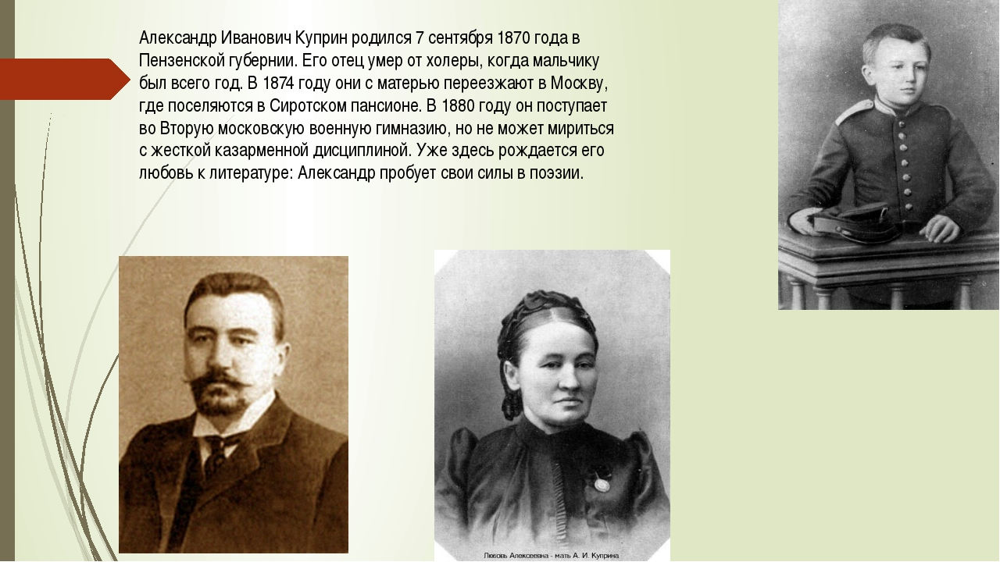 Александр Иванович Куприн родился 7 сентября 1870 года в
Пензенской губернии. Его отец умер от холеры, когда мальчику
был всего год. В 1874 году они с матерью переезжают в Москву,
где поселяются в Сиротском пансионе. В 1880 году он поступает
во Вторую московскую военную гимназию, но не может мириться
с жесткой казарменной дисциплиной. Уже здесь рождается его
любовь к литературе: Александр пробует свои силы в поэзии.
Любовь Алексеевна - мать А. И. Куприна